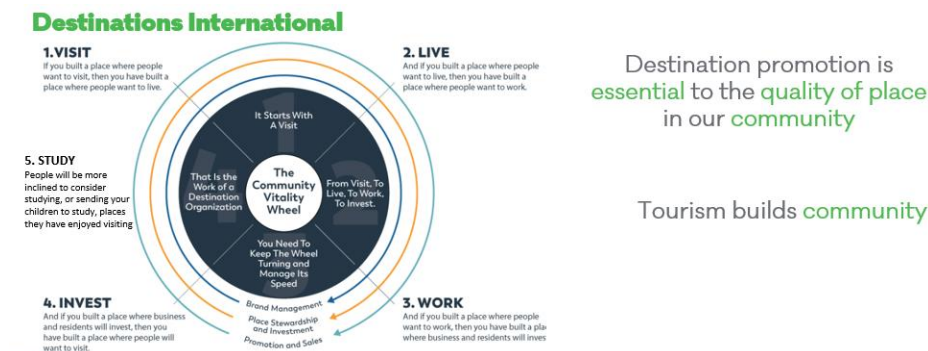 Destinations International
1.VISIT
If you built a place where people
want to visit, then you have built a
place where people want to live.
2. LIVE
And if you built a place where people
want to live, then you have built a
place where people want to work.
Destination promotion is
essential to the quality of place
in our community
It Starts With
A Visit
5. STUDY
People will be more
inclined to consider
studying, or sending your
children to study, places
they have enjoyed visiting
That Is the
Work of a
Destination
Organization
The
Community
Vitality
Wheel
From Visit, To
Live, To Work,
To Invest.
Tourism builds community
You Need To
Keep The Wheel
Turning and
Manage Its
Speed
4. INVEST
And if you built a place where business
and residents will invest, then you
have built a place where people will
want to visit.
Brand Management
Place Stewardship
and Investment
Promotion and Sales
3. WORK
And if you built a place where people
want to work, then you have built a pla
where business and residents will inves
1
2
3
4